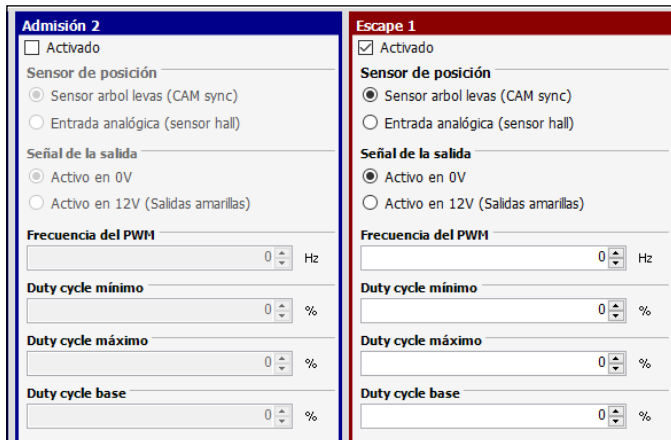 Admisión 2
Activado
Sensor de posición
Sensor arbol levas (CAM sync)
Entrada analógica (sensor hall)
Señal de la salida
Activo en 0V
Activo en 12V (Salidas amarillas)
Frecuencia del PWM
0 Hz
Duty cycle mínimo
0 %
Duty cycle máximo
0 %
Duty cycle base
0 %
Escape 1
Activado
Sensor de posición
Sensor arbol levas (CAM sync)
Entrada analógica (sensor hall)
Señal de la salida
Activo en 0V
Activo en 12V (Salidas amarillas)
Frecuencia del PWM
0 Hz
Duty cycle mínimo
0 %
Duty cycle máximo
0 %
Duty cycle base
0 %